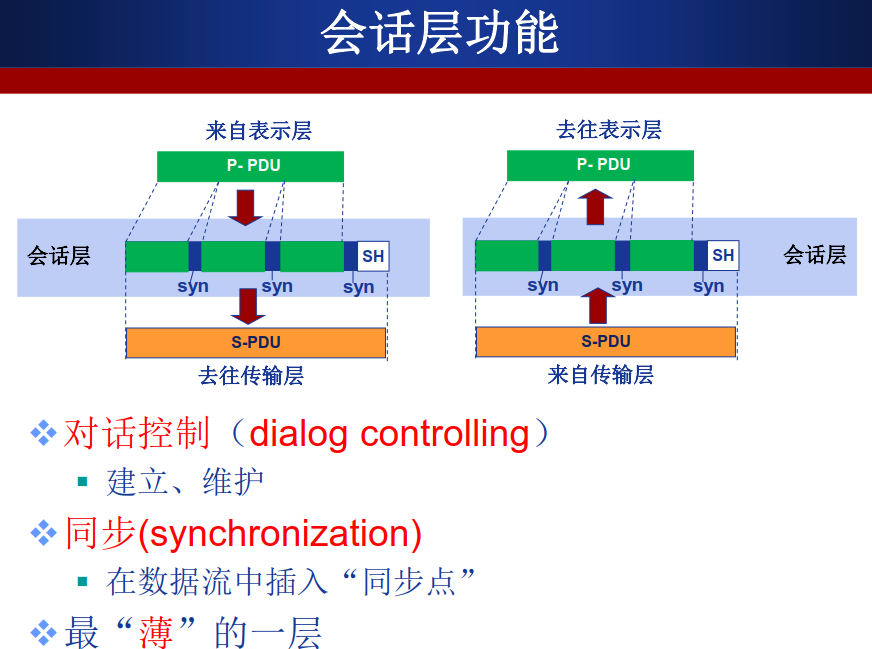 会话层功能
来自表示层
去往表示层
P- PDU
P- PDU
会话层
SH
SH
会话层
syn
syn
syn
syn
syn
syn
S-PDU
S-PDU
去往传输层
来自传输层
对话控制（dialog controlling）
建立、维护
同步(synchronization)
在数据流中插入“同步点”
最“薄”的一层